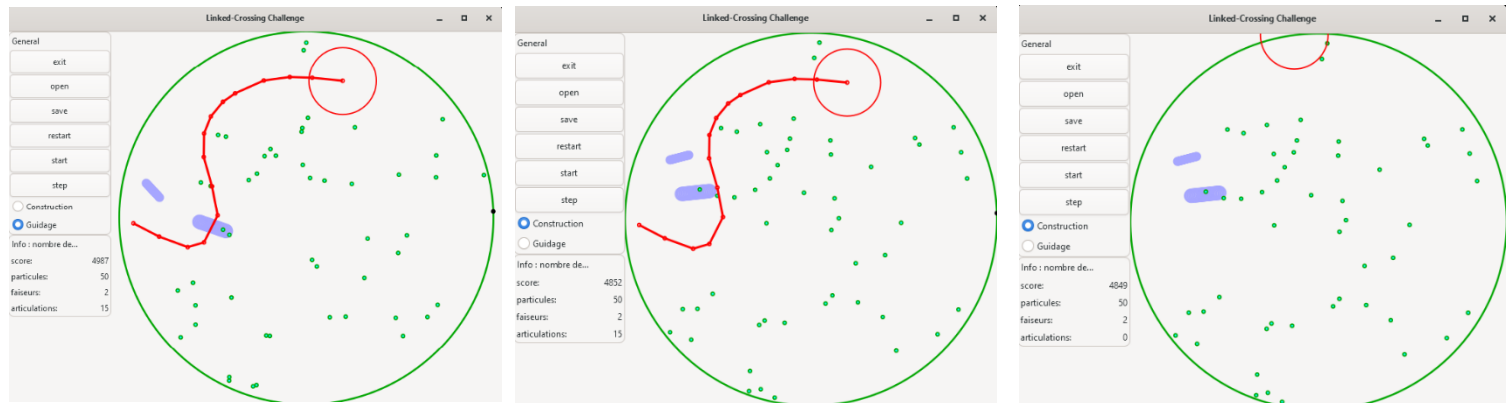 Linked-Crossing Challenge
General
exit
open
save
restart
start
step
Construction
Guidage
Info : nombre de...
score: 4987
particules: 50
faiseurs: 2
articulations: 15
Linked-Crossing Challenge
General
exit
open
save
restart
start
step
Construction
Guidage
Info : nombre de...
score: 4852
particules: 50
faiseurs: 2
articulations: 15
Linked-Crossing Challenge
General
exit
open
save
restart
start
step
Construction
Guidage
Info : nombre de...
score: 4849
particules: 50
faiseurs: 2
articulations: 0